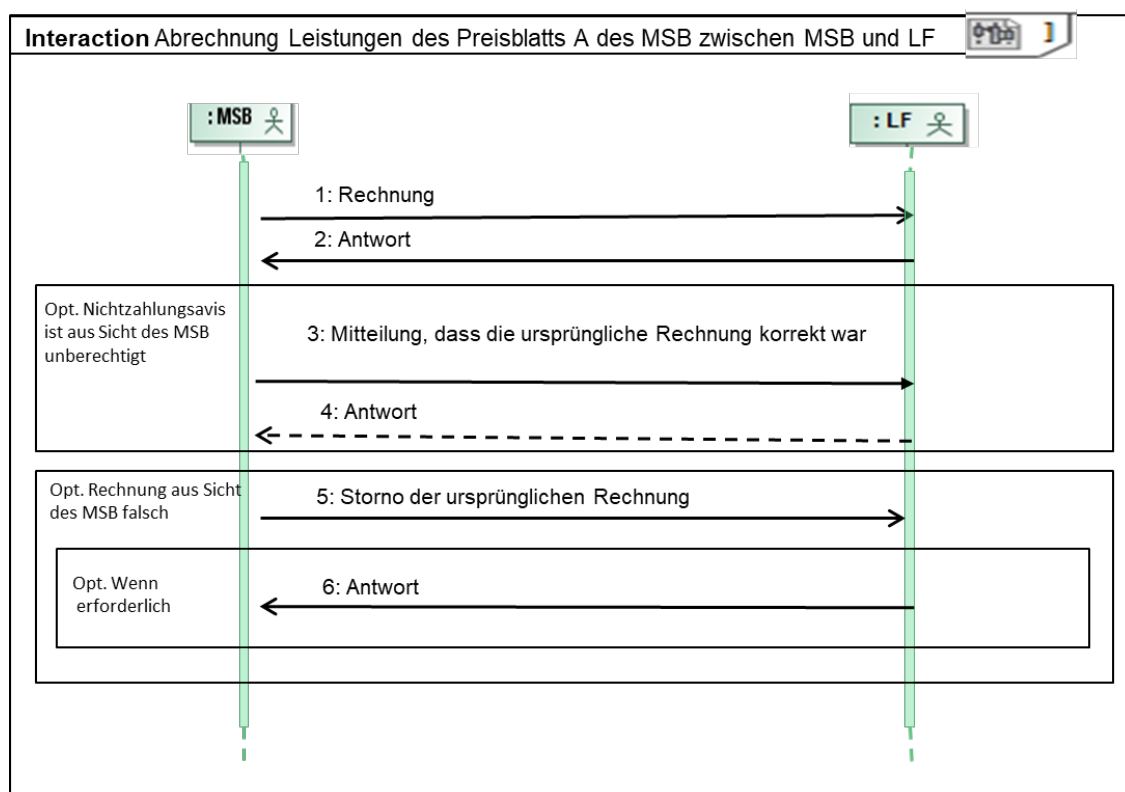 Interaction Abrechnung Leistungen des Preisblatts A des MSB zwischen MSB und LF
: MSB
: LF
1: Rechnung
2: Antwort
Opt. Nichtzahlungsavis
ist aus Sicht des MSB
unberechtigt
3: Mitteilung, dass die ursprüngliche Rechnung korrekt war
4: Antwort
Opt. Rechnung aus Sicht
des MSB falsch
5: Storno der ursprünglichen Rechnung
Opt. Wenn
erforderlich
6: Antwort